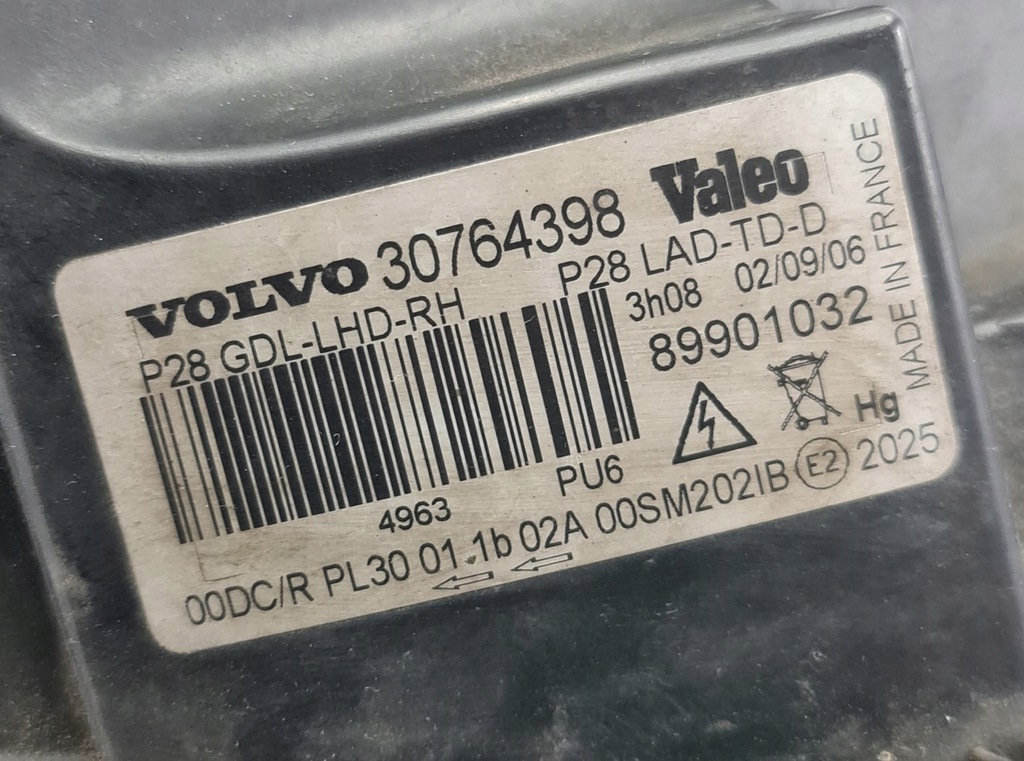 VOLVO 30764398 Valeo
P28 GDL-LHD-RH P28 LAD-TD-D
3h08 02/09/06
89901032
MADE IN FRANCE
Hg
4963 PU6
00DC/R PL30 01.1b 02A 00SM202IB E2 2025